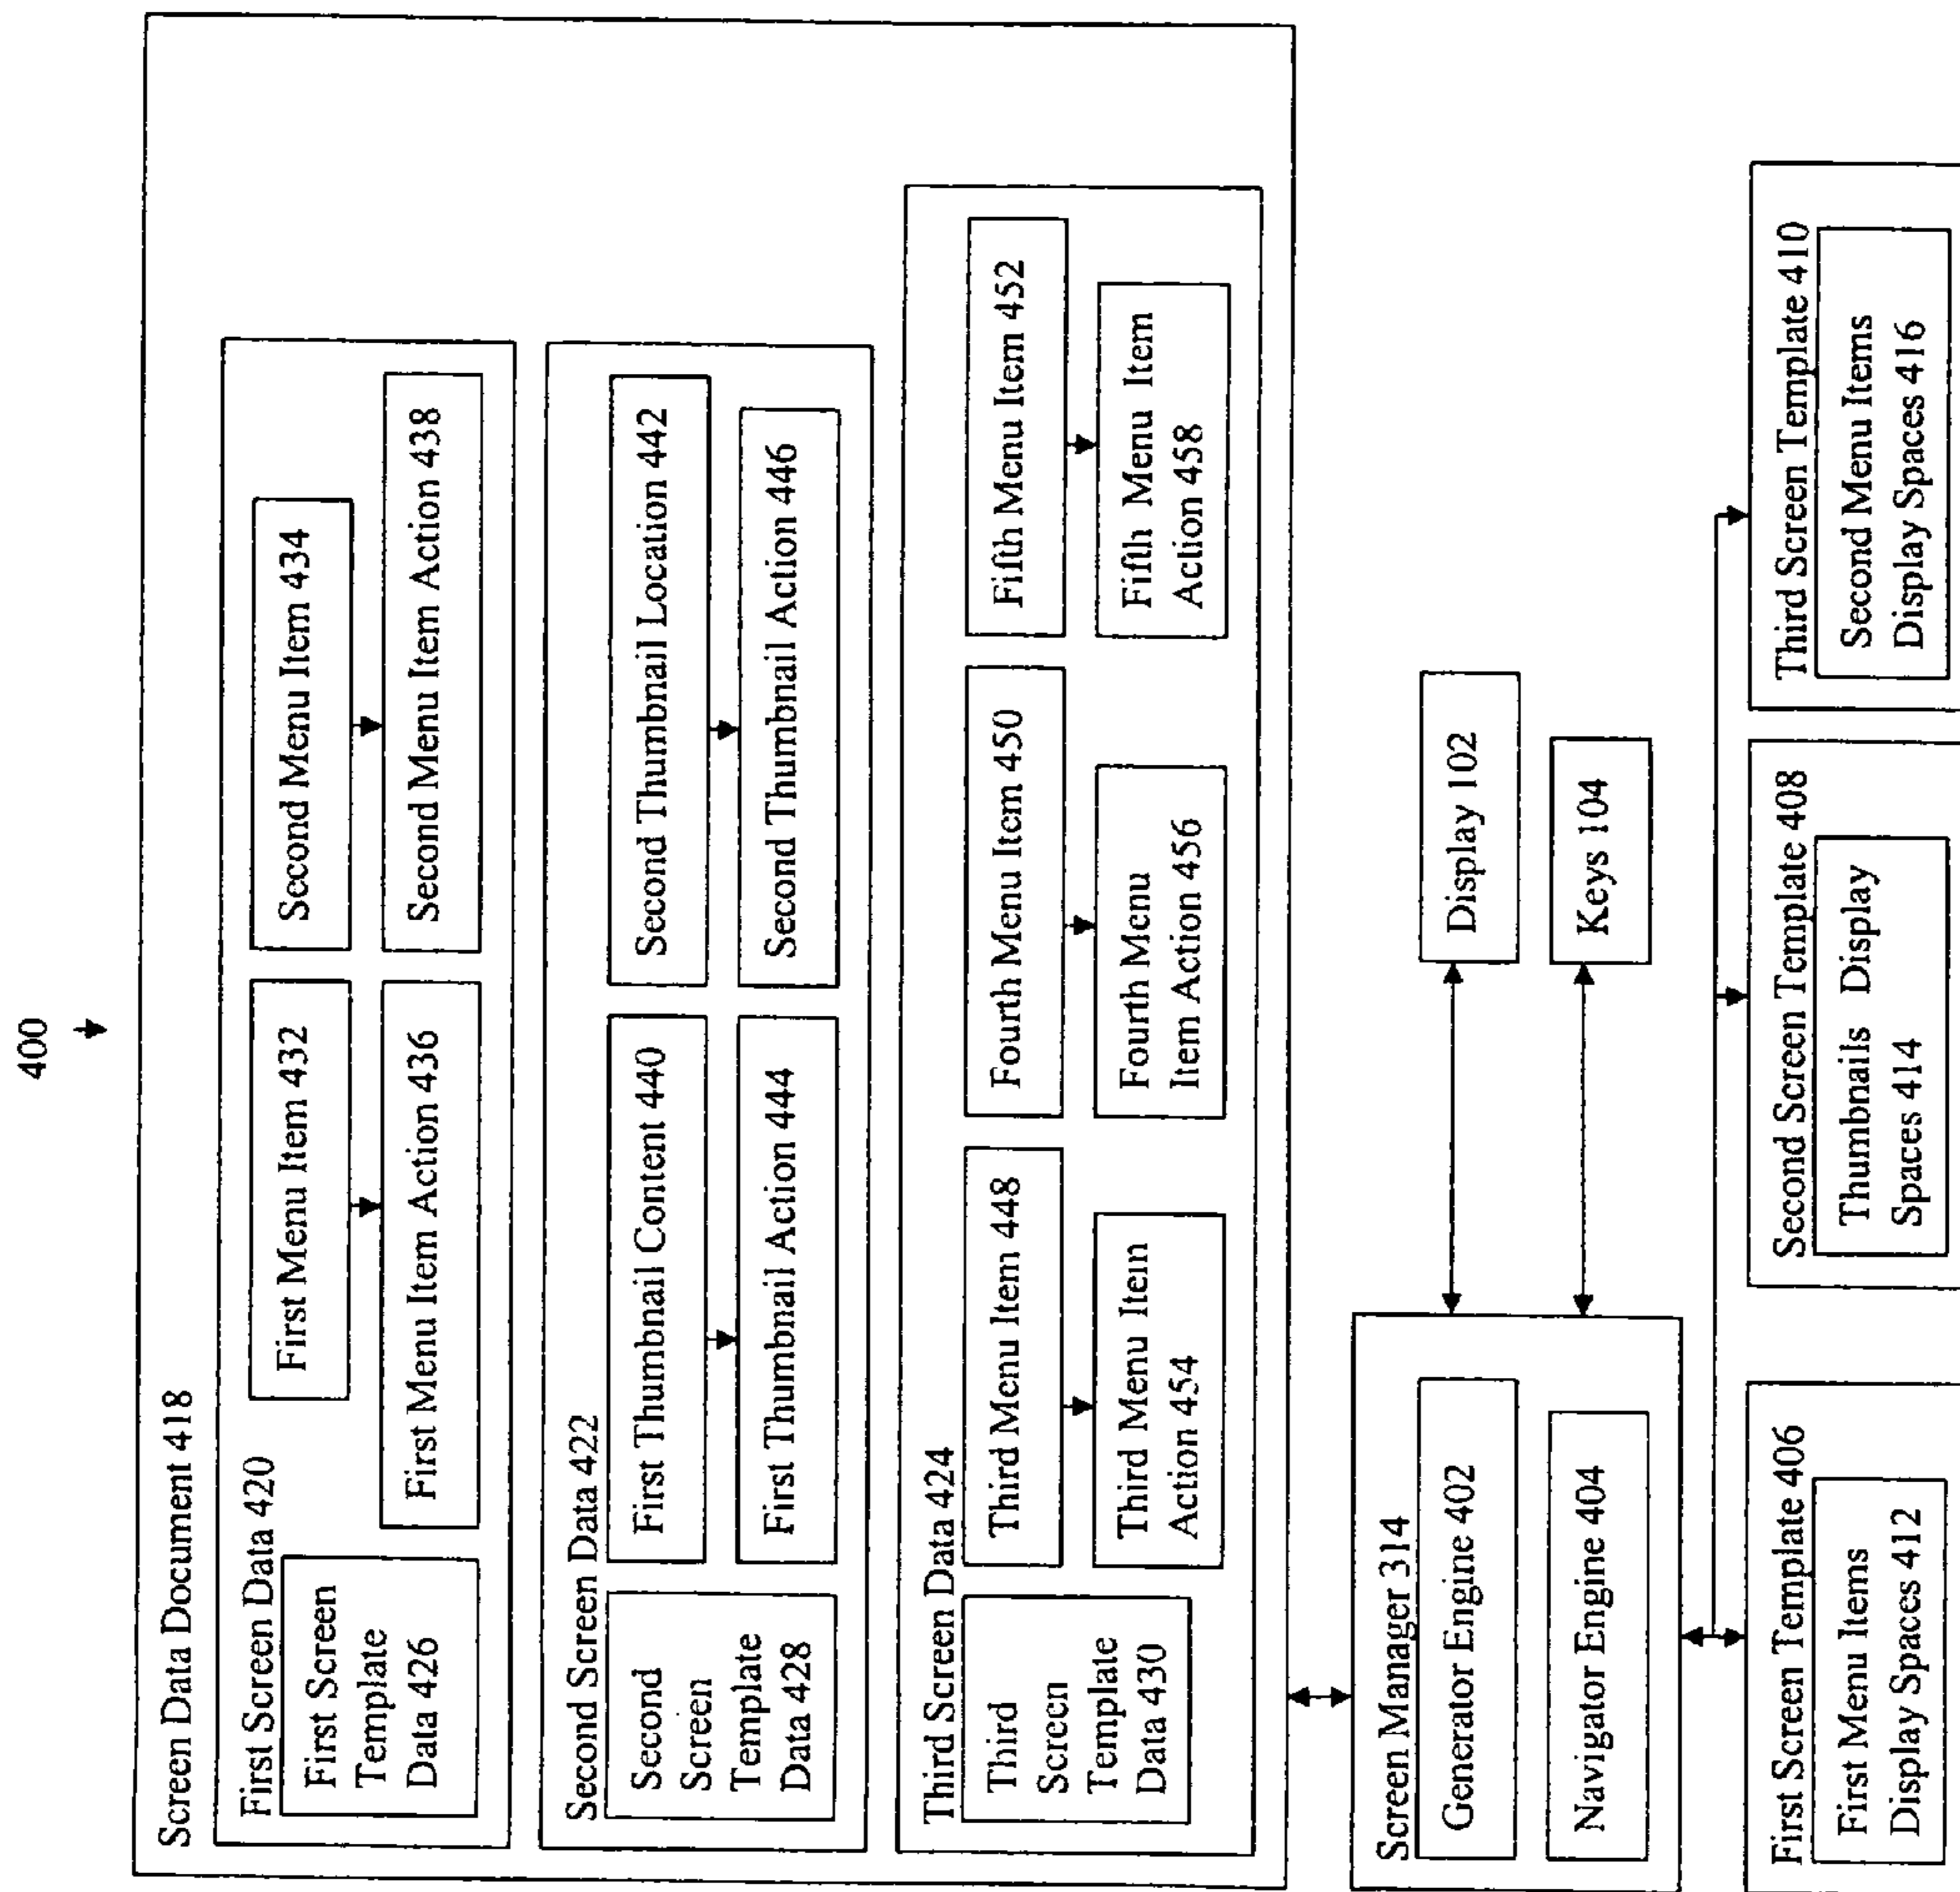 400
Screen Data Document 418
First Screen Data 420
First Screen
Template
Data 426
First Menu Item 432
Second Menu Item 434
First Menu Item Action 436
Second Menu Item Action 438
Second Screen Data 422
Second
Screen
Template
Data 428
First Thumbnail Content 440
Second Thumbnail Location 442
First Thumbnail Action 444
Second Thumbnail Action 446
Third Screen Data 424
Third
Screen
Template
Data 430
Third Menu Item 448
Fourth Menu Item 450
Fifth Menu Item 452
Third Menu Item
Action 454
Fourth Menu
Item Action 456
Fifth Menu Item
Action 458
Screen Manager 314
Generator Engine 402
Navigator Engine 404
Display 102
Keys 104
First Screen Template 406
First Menu Items
Display Spaces 412
Second Screen Template 408
Thumbnails Display
Spaces 414
Third Screen Template 410
Second Menu Items
Display Spaces 416